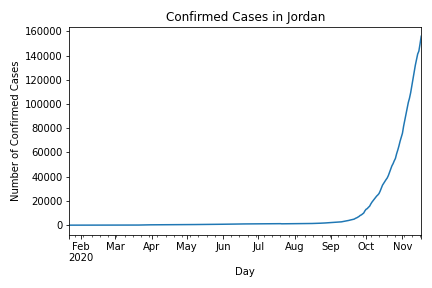 Confirmed Cases in Jordan
160000
140000
120000
100000
80000
60000
40000
20000
0
Number of Confirmed Cases
Feb Mar Apr May Jun Jul Aug Sep Oct Nov
2020
Day